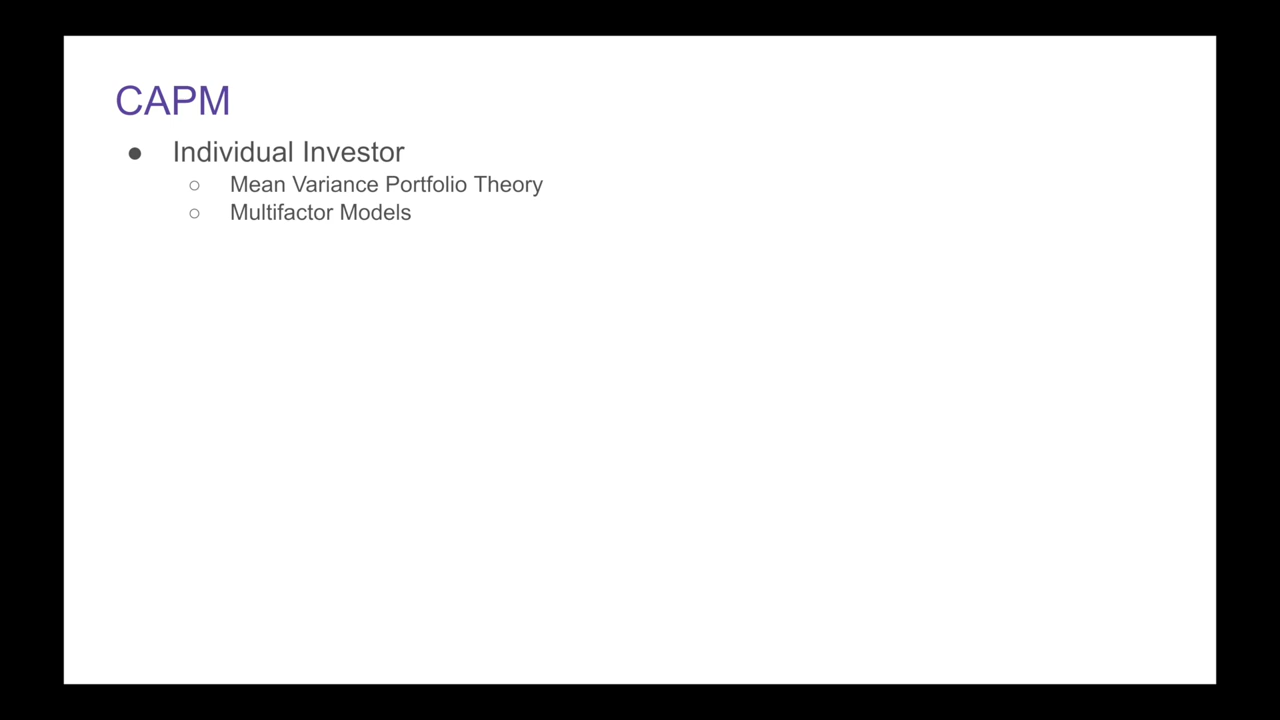 CAPM
● Individual Investor
○ Mean Variance Portfolio Theory
○ Multifactor Models